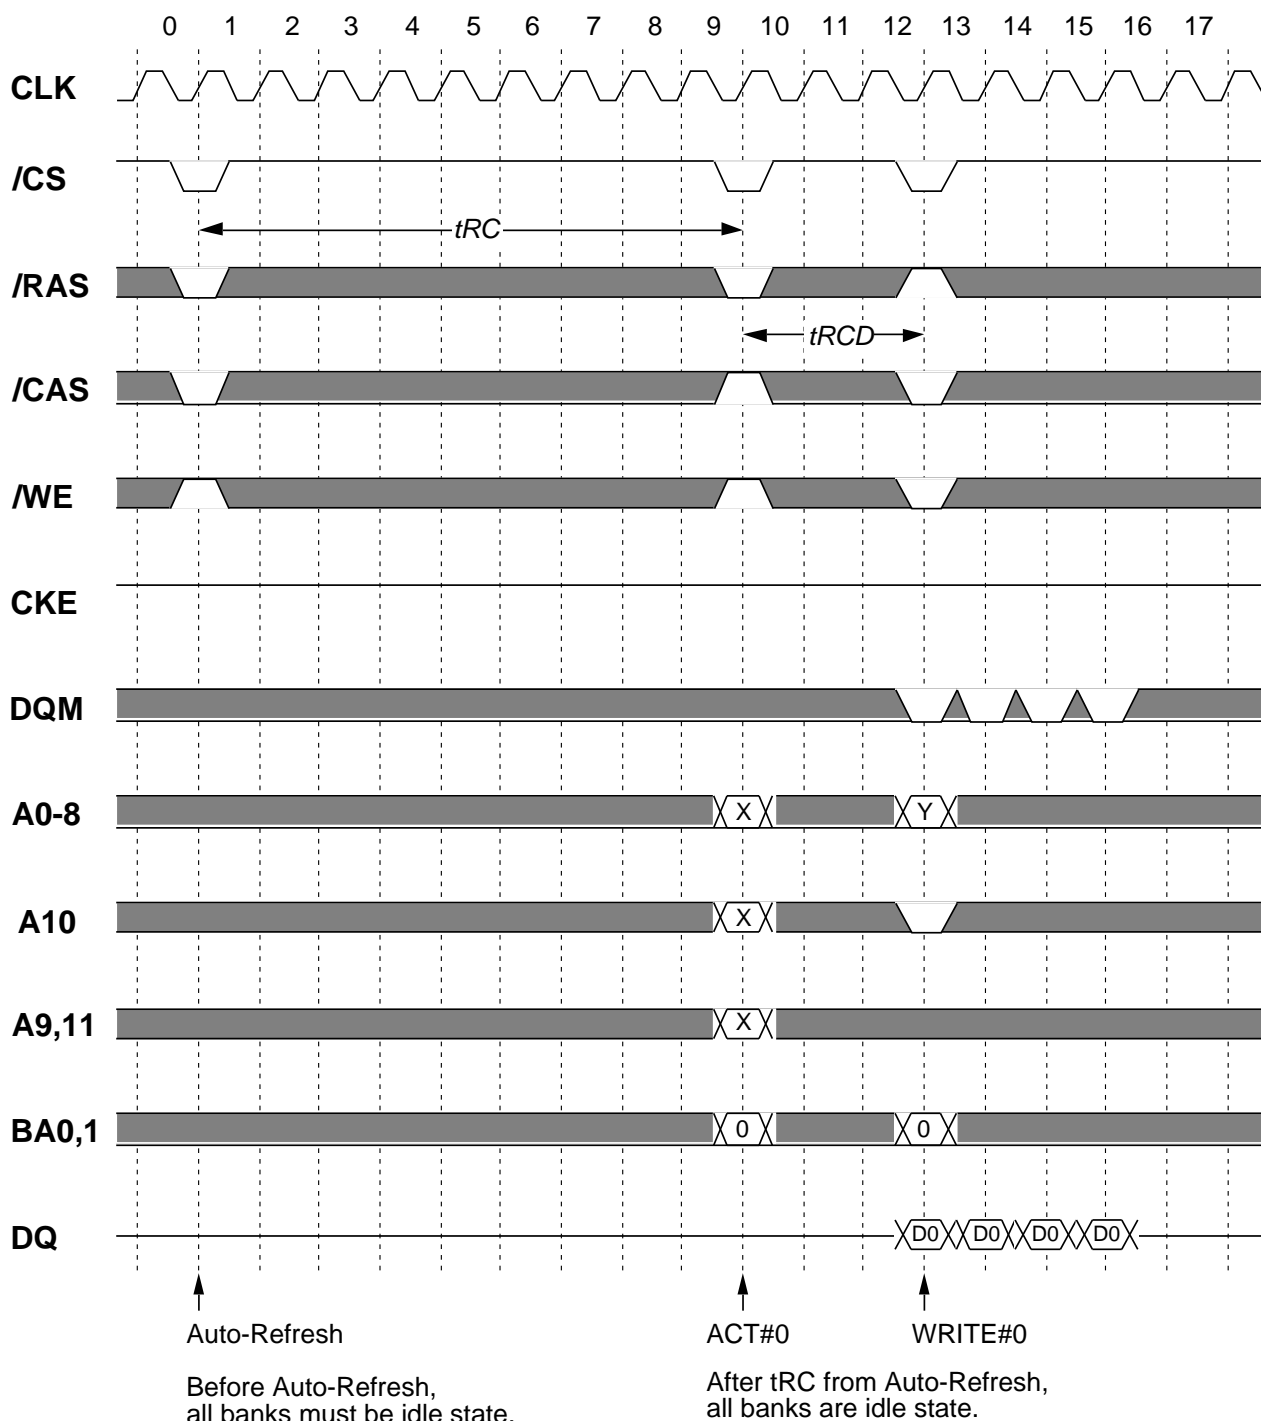 0 1 2 3 4 5 6 7 8 9 10 11 12 13 14 15 16 17
CLK
/CS
tRC
/RAS
tRCD
/CAS
/WE
CKE
DQM
A0-8 X Y
A10 X
A9,11 X
BA0,1 0 0
DQ D0 D0 D0 D0
Auto-Refresh ACT#0 WRITE#0
Before Auto-Refresh,
all banks must be idle state.
After tRC from Auto-Refresh,
all banks are idle state.